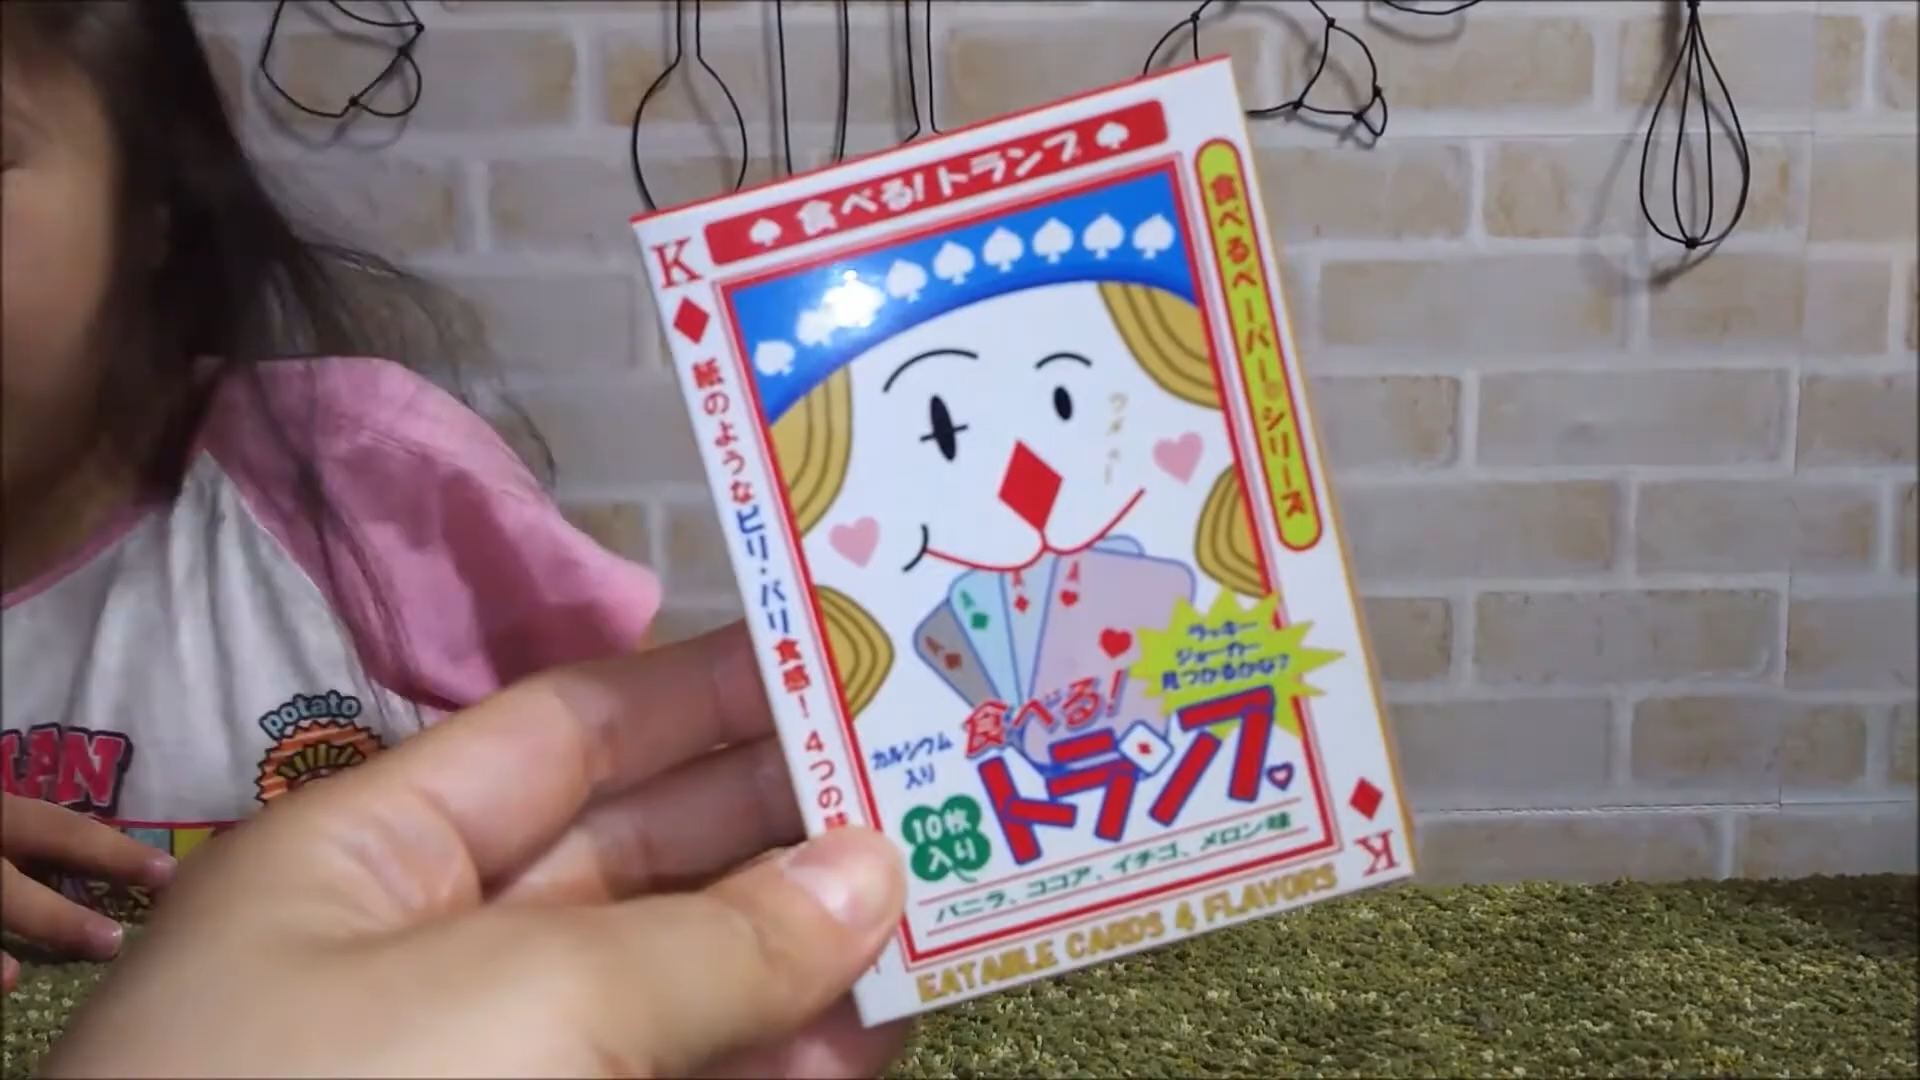 ♠ 食べる!トランプ ♠
K
食べるペーパー®シリーズ
紙のようなピリ・パリ食感! 4つの味
ウメェー
A
A
A
A
ラッキー
ジョーカー
見つかるかな?
食べる!
トランプ
カルシウム
入り
10枚
入り
バニラ、ココア、イチゴ、メロン味
K
EATABLE CARDS 4 FLAVORS
potato